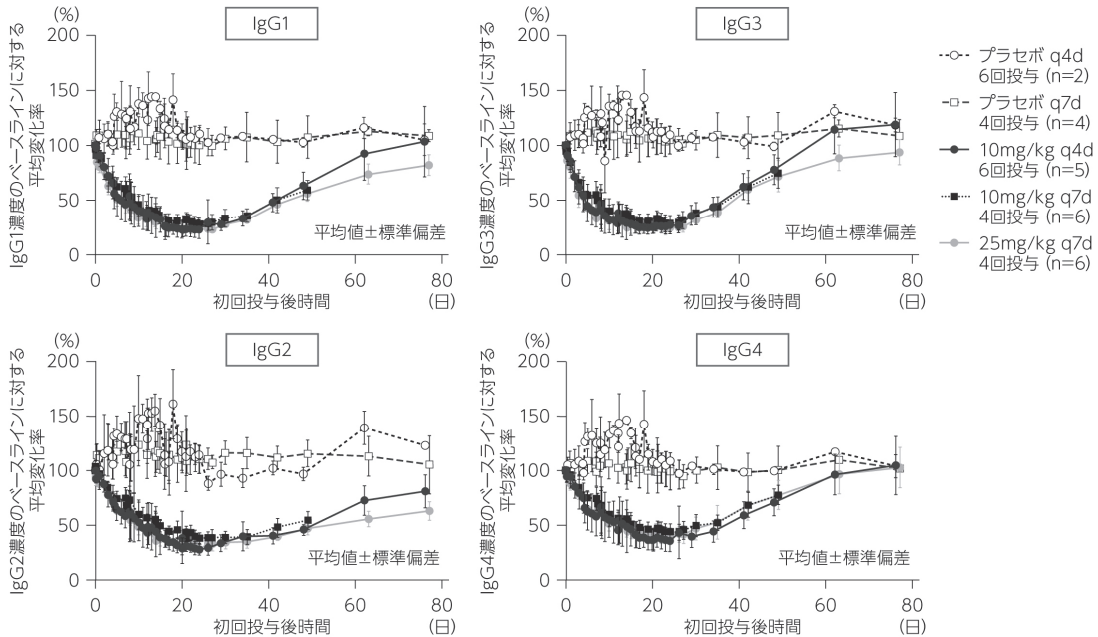 IgG1
(%)
200
150
100
50
0
IgG1濃度のベースラインに対する
平均変化率
平均値±標準偏差
0
20
40
60
80
初回投与後時間
(日)
IgG3
(%)
200
150
100
50
0
IgG3濃度のベースラインに対する
平均変化率
平均値±標準偏差
0
20
40
60
80
初回投与後時間
(日)
プラセボ q4d
6回投与 (n=2)
プラセボ q7d
4回投与 (n=4)
10mg/kg q4d
6回投与 (n=5)
10mg/kg q7d
4回投与 (n=6)
25mg/kg q7d
4回投与 (n=6)
IgG2
(%)
200
150
100
50
0
IgG2濃度のベースラインに対する
平均変化率
平均値±標準偏差
0
20
40
60
80
初回投与後時間
(日)
IgG4
(%)
200
150
100
50
0
IgG4濃度のベースラインに対する
平均変化率
平均値±標準偏差
0
20
40
60
80
初回投与後時間
(日)